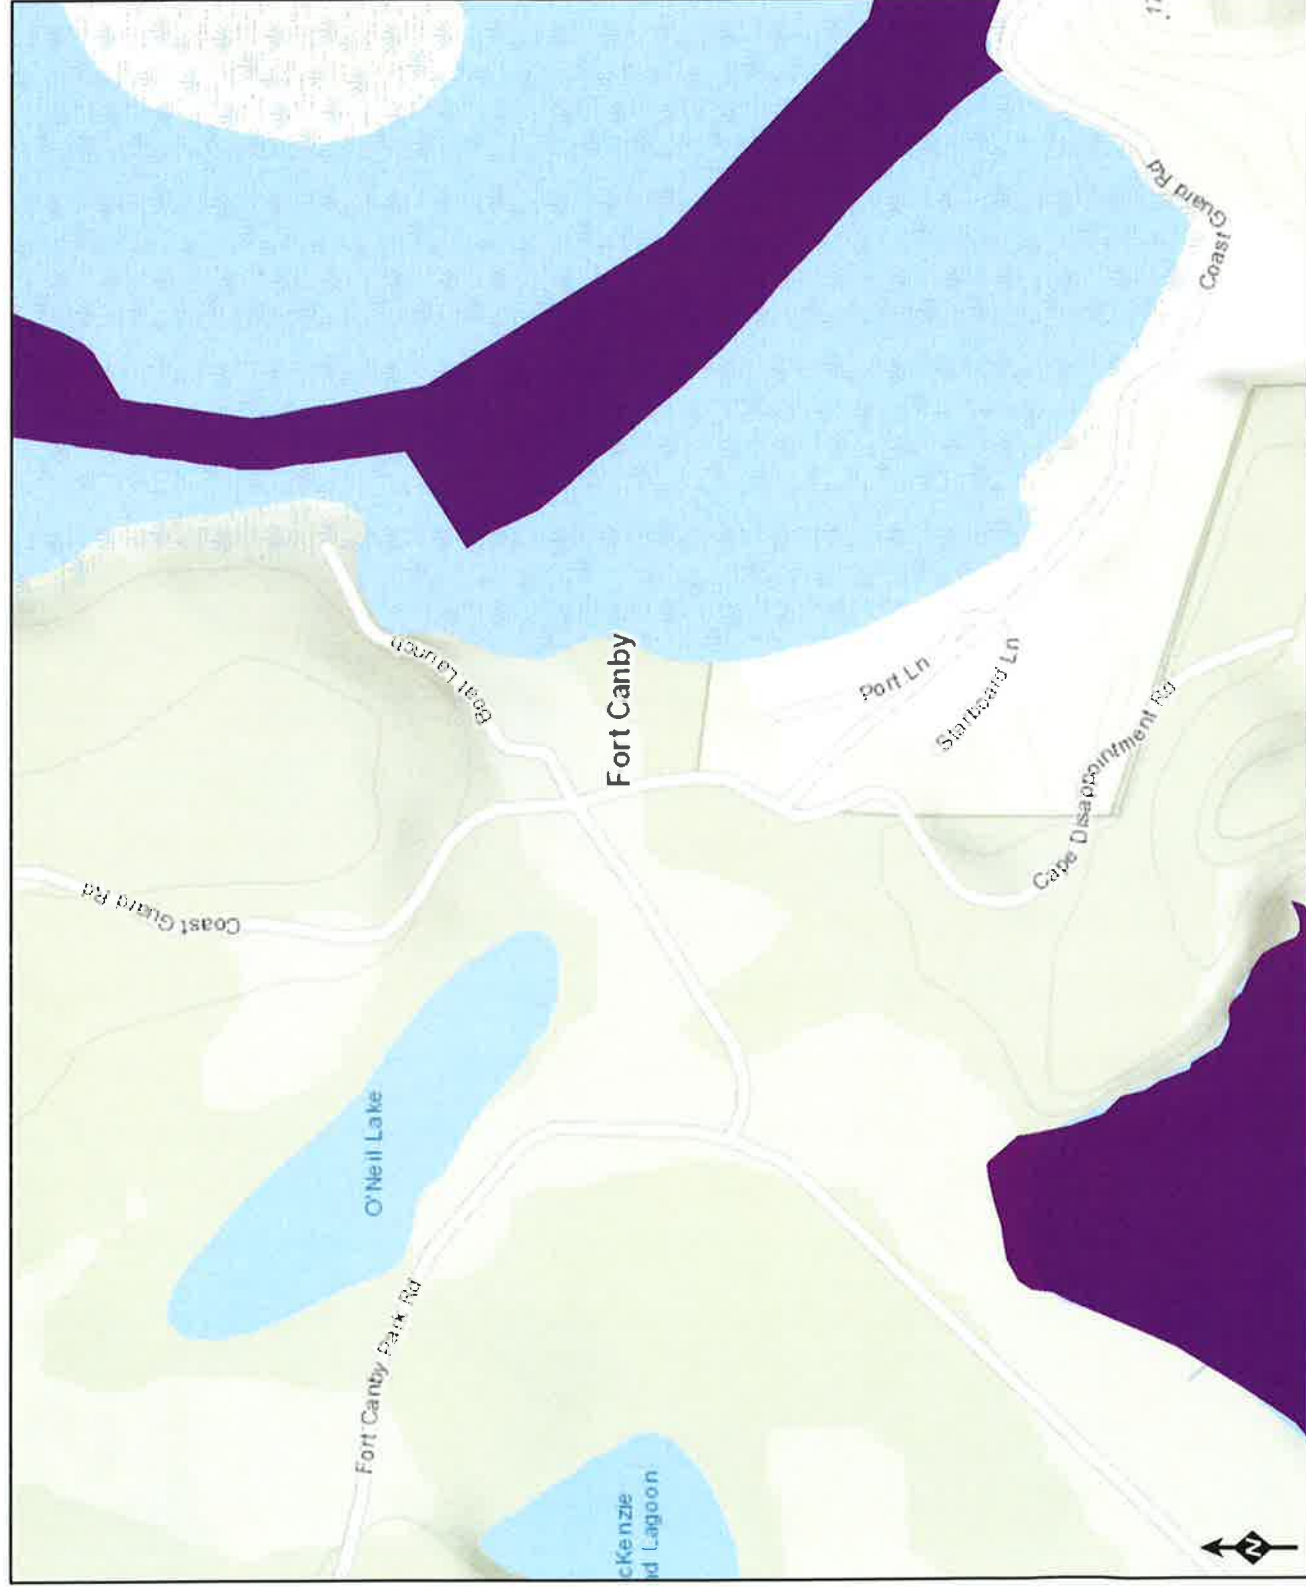 Coast Guard Rd
Boat Launch
O'Neil Lake
Fort Canby
Fort Canby Park Rd
Port Ln
Starboard Ln
Cape Disappointment Rd
Coast Guard Rd
cKenzie
d Lagoon
17
N